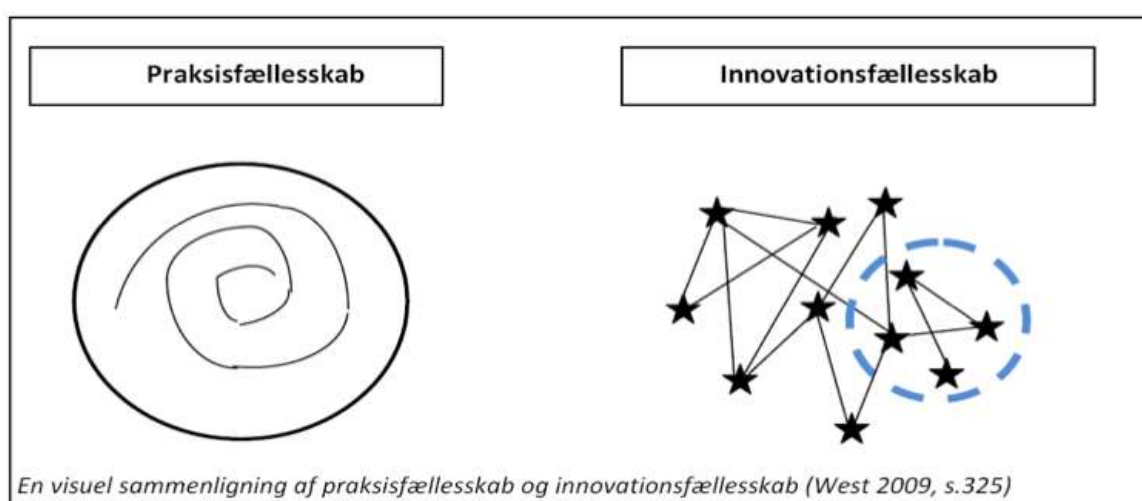 Praksisfællesskab
Innovationsfællesskab
En visuel sammenligning af praksisfællesskab og innovationsfællesskab (West 2009, s.325)